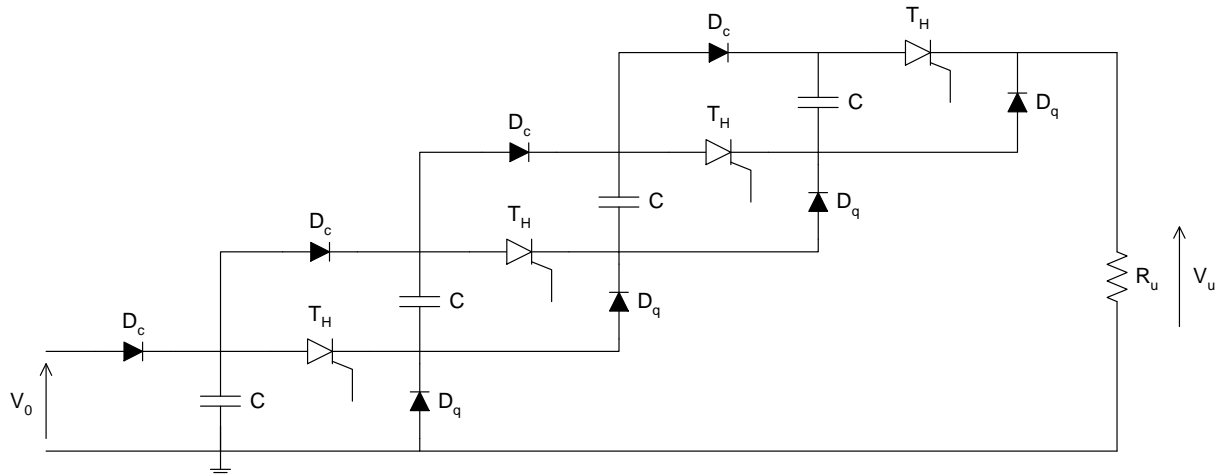 D_c T_H
C D_q
D_c T_H
C D_q
D_c T_H
C D_q R_u V_u
D_c T_H
V_0 C D_q